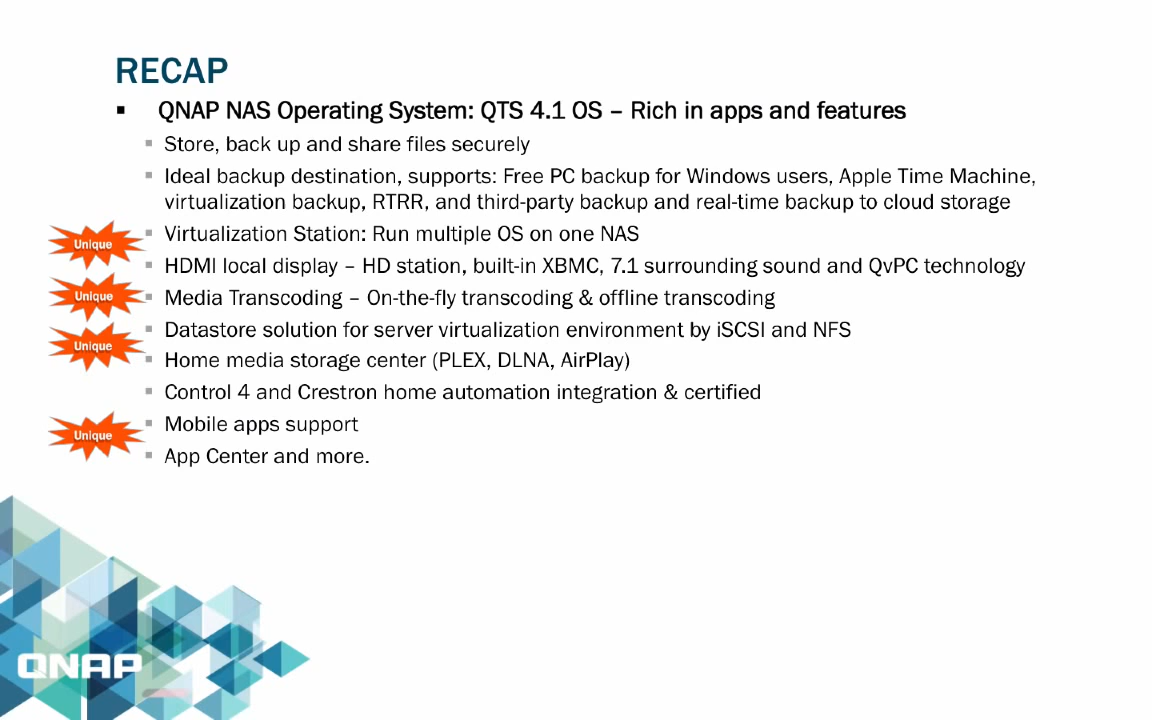 RECAP
▪ QNAP NAS Operating System: QTS 4.1 OS – Rich in apps and features
▪ Store, back up and share files securely
▪ Ideal backup destination, supports: Free PC backup for Windows users, Apple Time Machine,
virtualization backup, RTRR, and third-party backup and real-time backup to cloud storage
Unique ▪ Virtualization Station: Run multiple OS on one NAS
▪ HDMI local display – HD station, built-in XBMC, 7.1 surrounding sound and QvPC technology
Unique ▪ Media Transcoding – On-the-fly transcoding & offline transcoding
▪ Datastore solution for server virtualization environment by iSCSI and NFS
Unique ▪ Home media storage center (PLEX, DLNA, AirPlay)
▪ Control 4 and Crestron home automation integration & certified
Unique ▪ Mobile apps support
▪ App Center and more.
QNAP